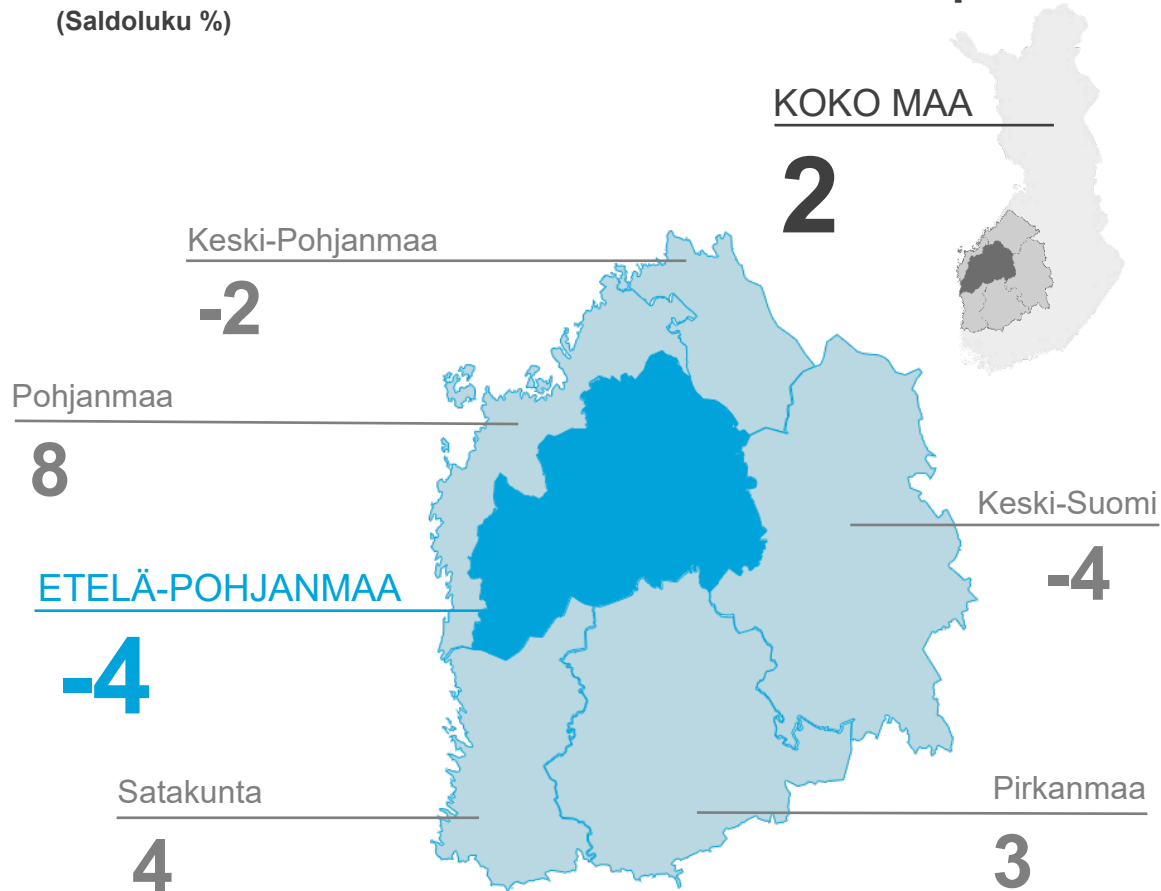 (Saldoluku %)
KOKO MAA
2
Keski-Pohjanmaa
-2
Pohjanmaa
8
Keski-Suomi
-4
ETELÄ-POHJANMAA
-4
Satakunta
4
Pirkanmaa
3